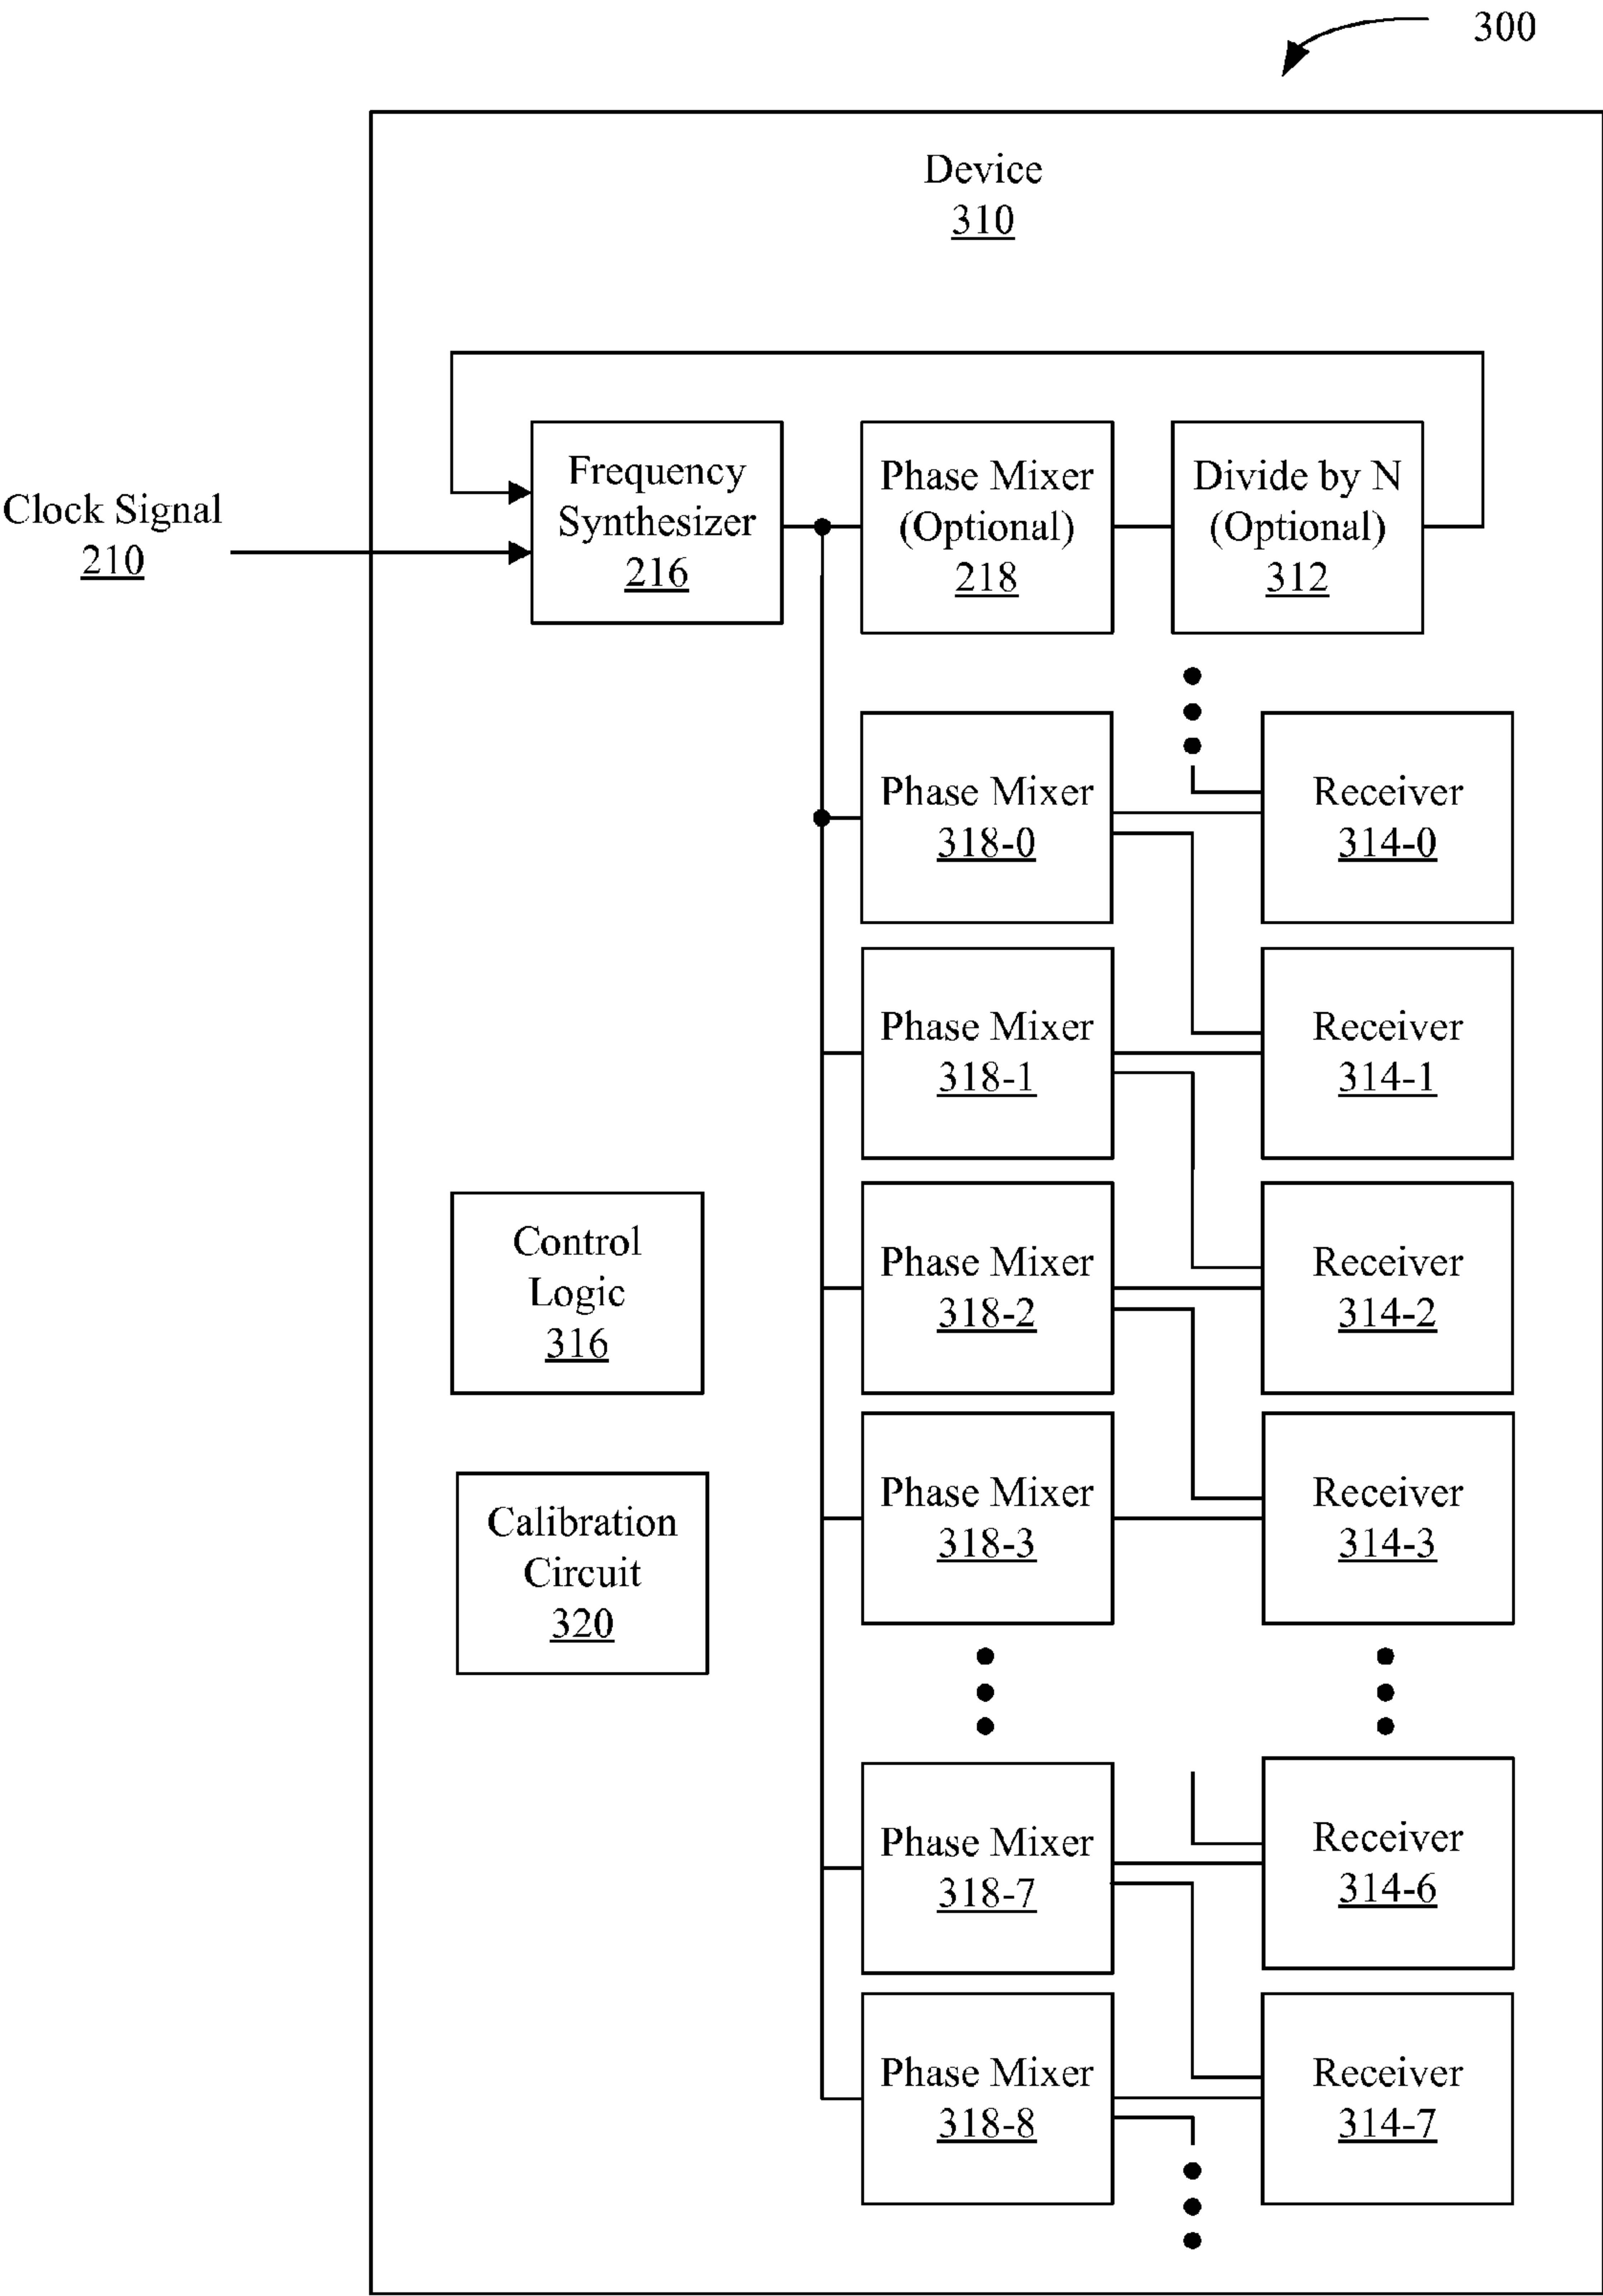 300
Device
310
Clock Signal
210
Frequency
Synthesizer
216
Phase Mixer
(Optional)
218
Divide by N
(Optional)
312
Phase Mixer
318-0
Receiver
314-0
Phase Mixer
318-1
Receiver
314-1
Control
Logic
316
Phase Mixer
318-2
Receiver
314-2
Calibration
Circuit
320
Phase Mixer
318-3
Receiver
314-3
Phase Mixer
318-7
Receiver
314-6
Phase Mixer
318-8
Receiver
314-7